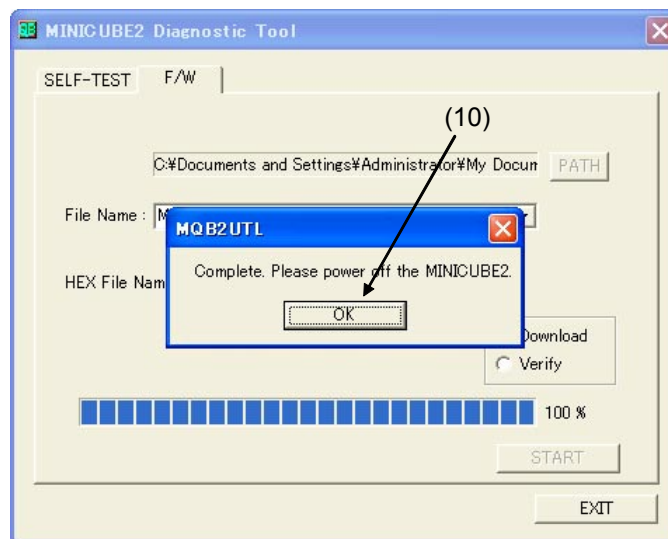 MINICUBE2 Diagnostic Tool
SELF-TEST F/W
(10)
C:¥Documents and Settings¥Administrator¥My Docum PATH
File Name : M
MQB2UTL
HEX File Nam
Complete. Please power off the MINICUBE2.
OK
Download
Verify
100 %
START
EXIT